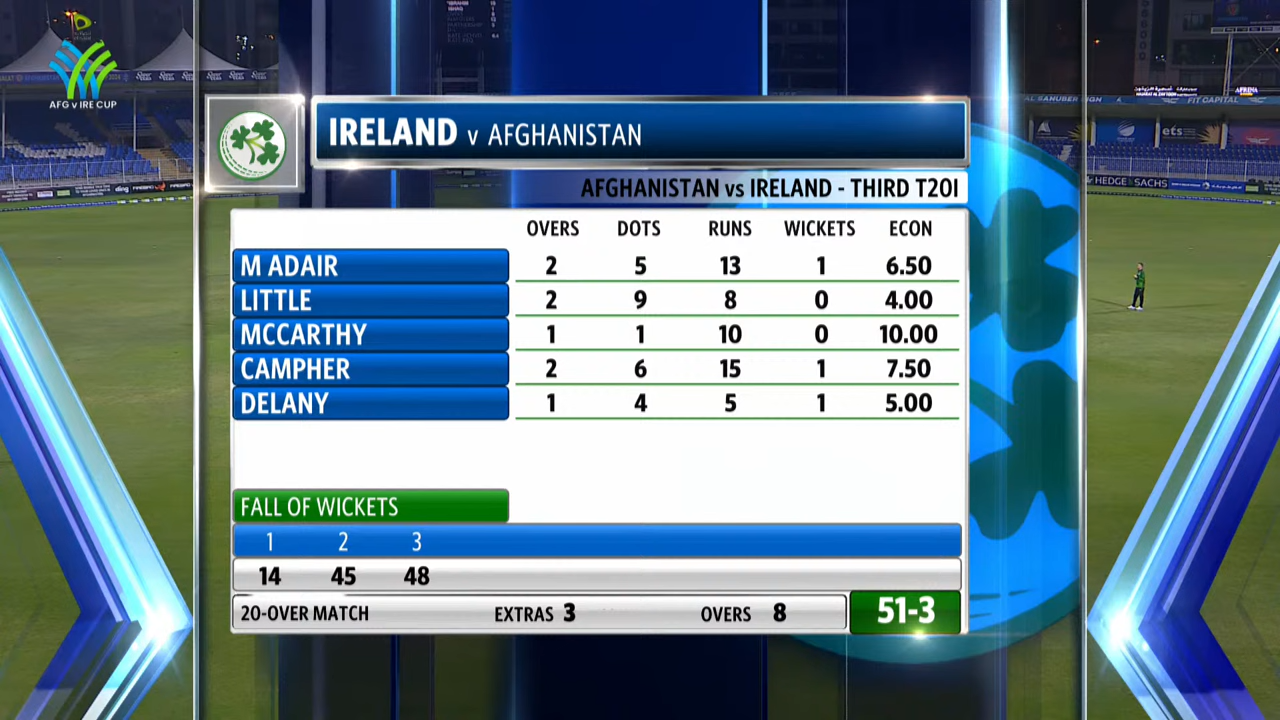 AFG v IRE CUP
IRELAND v AFGHANISTAN
AFGHANISTAN vs IRELAND - THIRD T20I
OVERS DOTS RUNS WICKETS ECON
M ADAIR 2 5 13 1 6.50
LITTLE 2 9 8 0 4.00
MCCARTHY 1 1 10 0 10.00
CAMPHER 2 6 15 1 7.50
DELANY 1 4 5 1 5.00
FALL OF WICKETS
1 2 3
14 45 48
20-OVER MATCH EXTRAS 3 OVERS 8 51-3
FIT CAPITAL
ets
HEDGE & SACHS